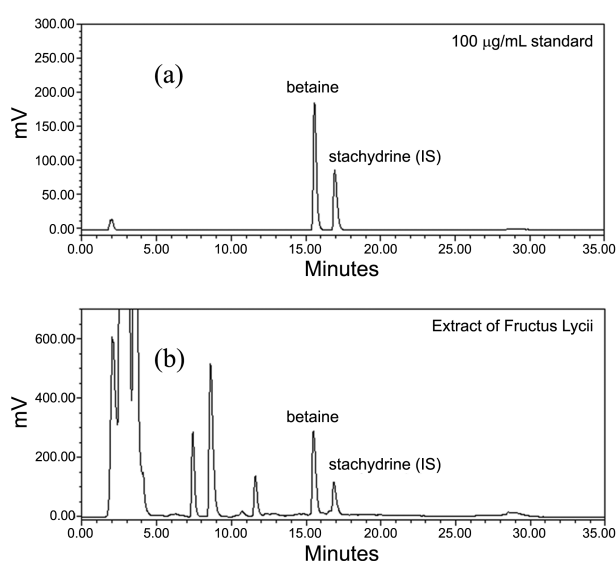 300.00
100 μg/mL standard
(a)
250.00
betaine
200.00
mV
150.00
stachydrine (IS)
100.00
50.00
0.00
0.00 5.00 10.00 15.00 20.00 25.00 30.00 35.00
Minutes
Extract of Fructus Lycii
600.00
(b)
mV
400.00
betaine
stachydrine (IS)
200.00
0.00
0.00 5.00 10.00 15.00 20.00 25.00 30.00 35.00
Minutes